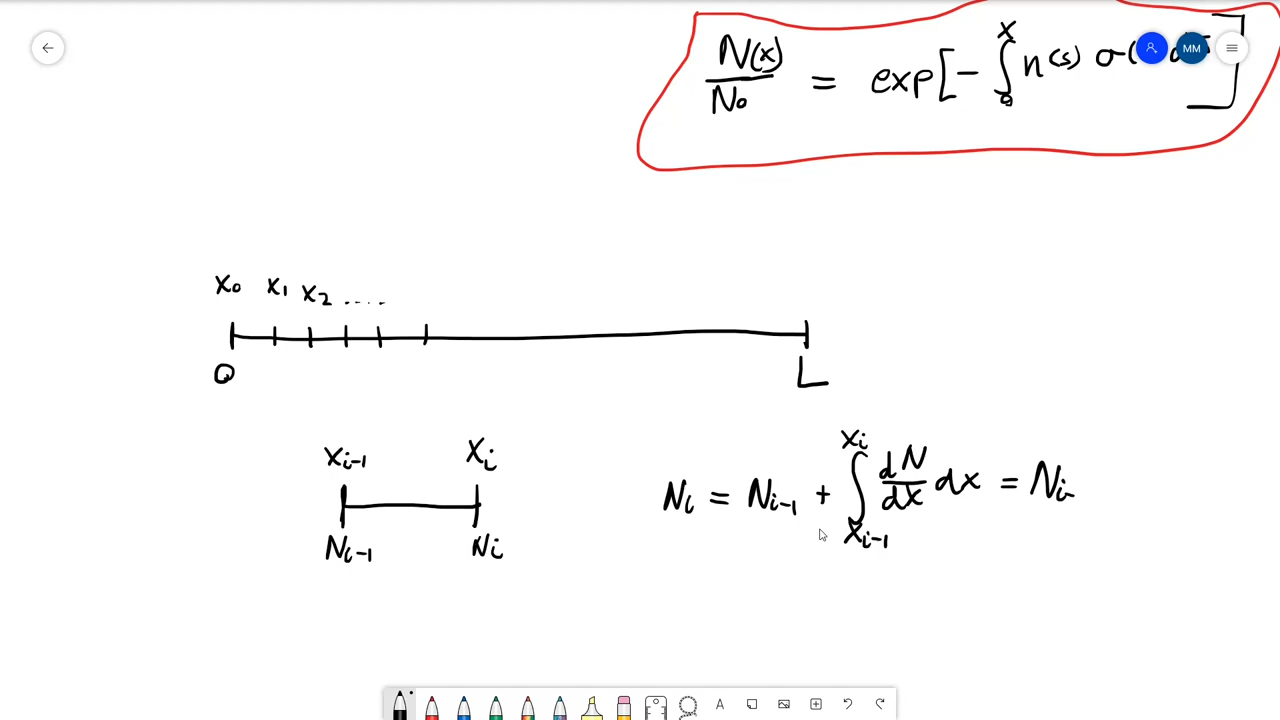 N(x)/N₀ = exp[- ∫₀ˣ n(s) σ(
MM
x₀ x₁ x₂ .....
0 L
xᵢ₋₁ xᵢ
Nᵢ₋₁ Nᵢ
Nᵢ = Nᵢ₋₁ + ∫_{xᵢ₋₁}^{xᵢ} dN/dx dx = Nᵢ₋
A